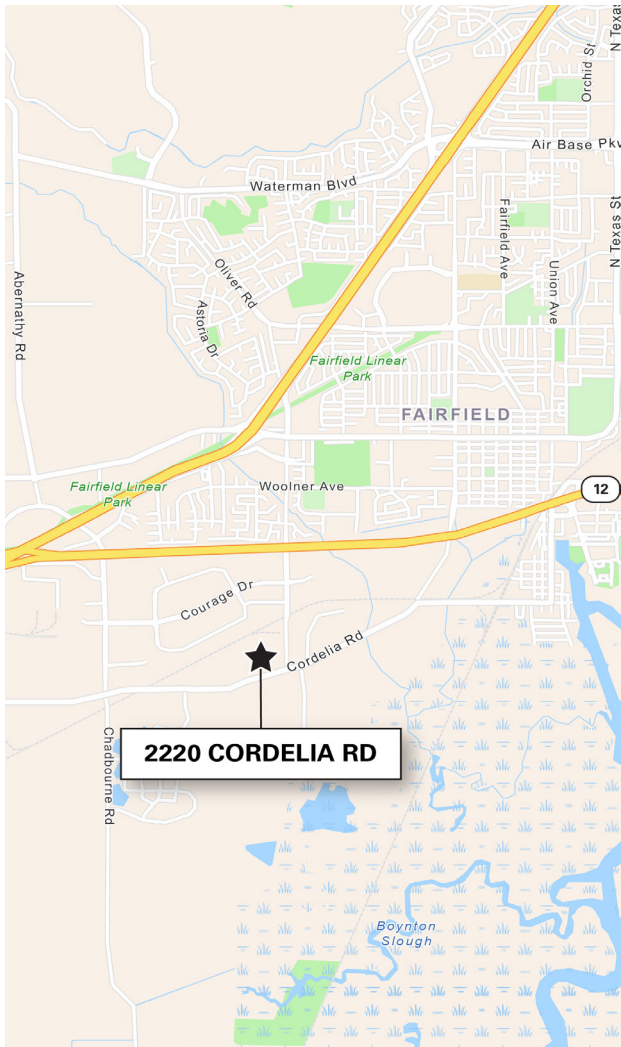 N Texas
Orchid St
Air Base Pkv
Waterman Blvd
Fairfield Ave
N Texas St
Oliver Rd
Union Ave
Abernathy Rd
Astoria Dr
Fairfield Linear
Park
FAIRFIELD
Fairfield Linear
Park
Woolner Ave
12
Courage Dr
Cordelia Rd
2220 CORDELIA RD
Chadbourne Rd
Boynton
Slough